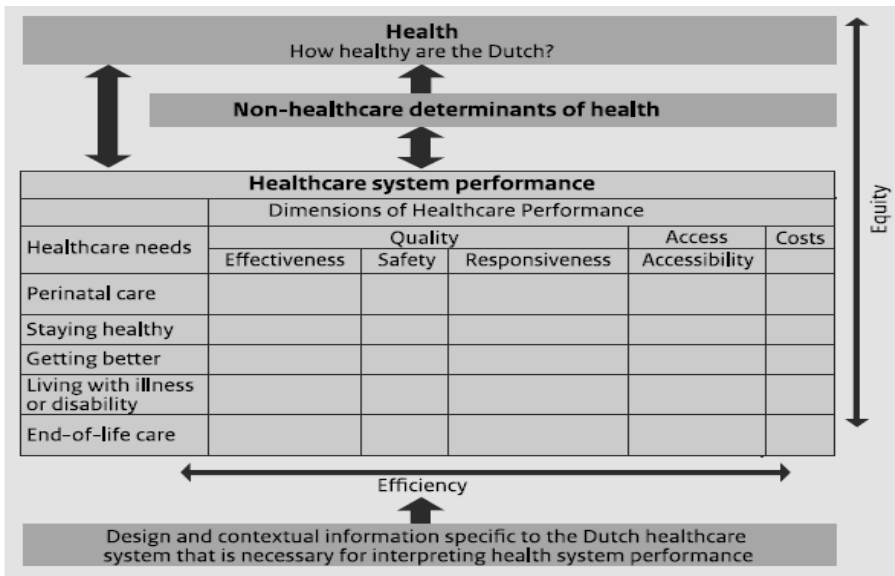 Health
How healthy are the Dutch?
Non-healthcare determinants of health
Healthcare system performance
Dimensions of Healthcare Performance
Healthcare needs
Quality
Access
Costs
Effectiveness
Safety
Responsiveness
Accessibility
Perinatal care
Staying healthy
Getting better
Living with illness
or disability
End-of-life care
Efficiency
Equity
Design and contextual information specific to the Dutch healthcare
system that is necessary for interpreting health system performance